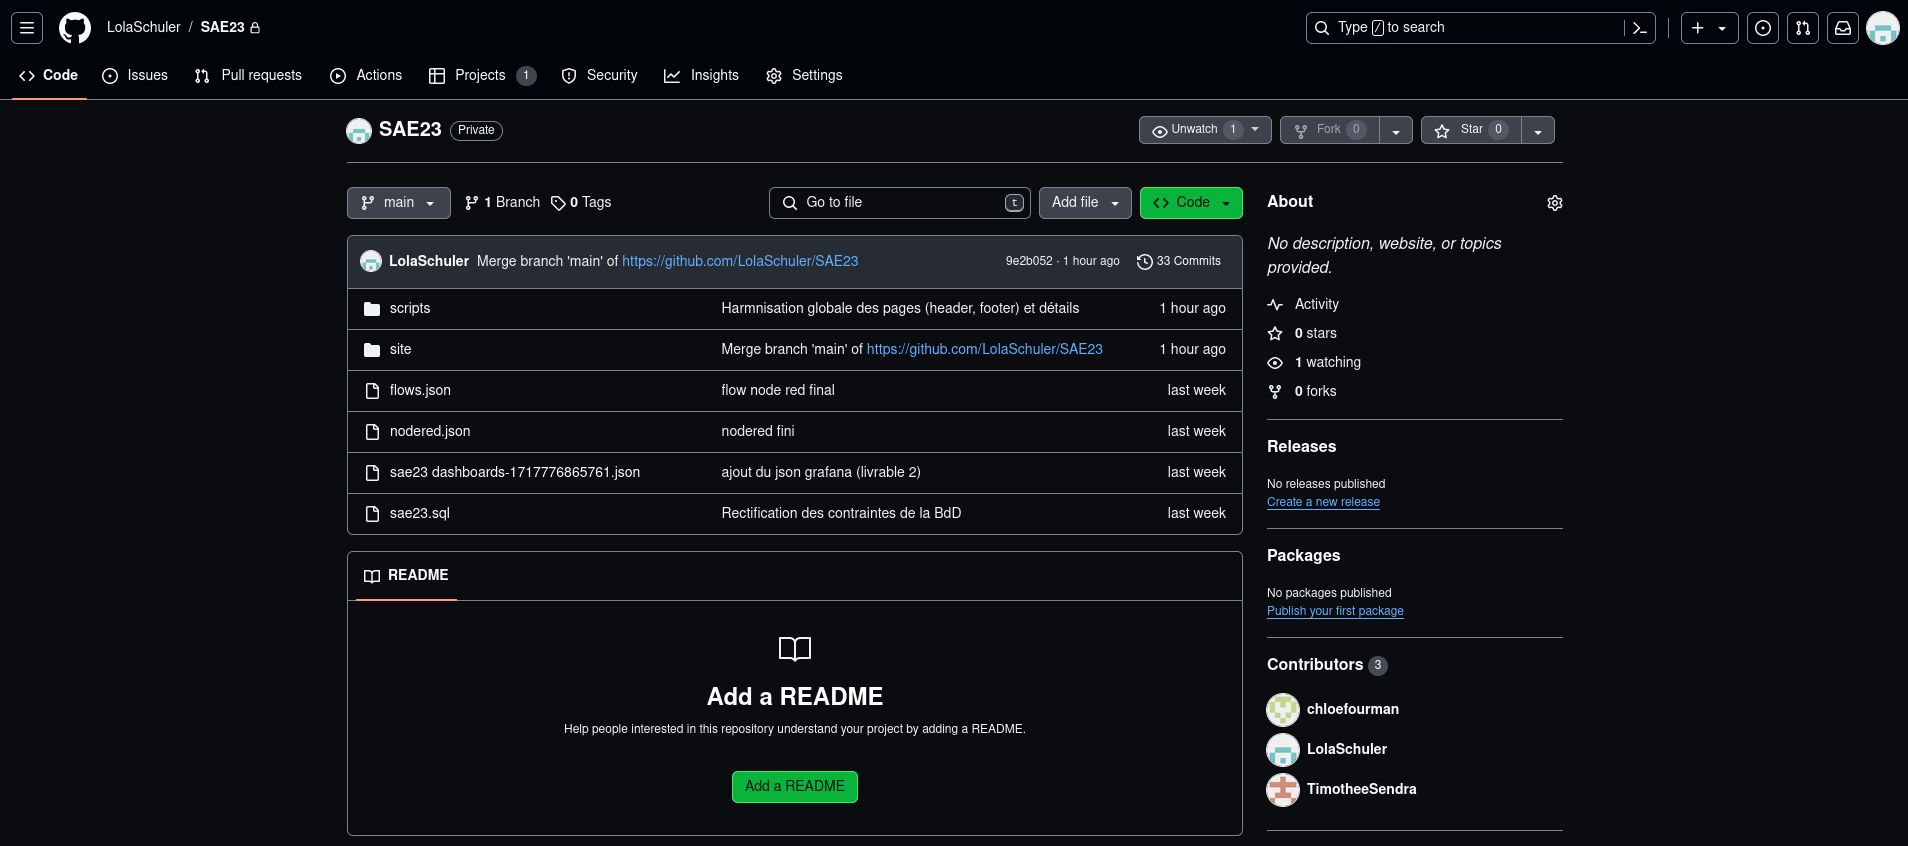 LolaSchuler / SAE23
Type / to search
Code Issues Pull requests Actions Projects 1 Security Insights Settings
SAE23 Private
Unwatch 1 Fork 0 Star 0
main 1 Branch 0 Tags Go to file t Add file Code
LolaSchuler Merge branch 'main' of https://github.com/LolaSchuler/SAE23 9e2b052 · 1 hour ago 33 Commits
scripts Harmnisation globale des pages (header, footer) et détails 1 hour ago
site Merge branch 'main' of https://github.com/LolaSchuler/SAE23 1 hour ago
flows.json flow node red final last week
nodered.json nodered fini last week
sae23 dashboards-1717776865761.json ajout du json grafana (livrable 2) last week
sae23.sql Rectification des contraintes de la BdD last week
README
Add a README
Help people interested in this repository understand your project by adding a README.
Add a README
About
No description, website, or topics
provided.
Activity
0 stars
1 watching
0 forks
Releases
No releases published
Create a new release
Packages
No packages published
Publish your first package
Contributors 3
chloefourman
LolaSchuler
TimotheeSendra